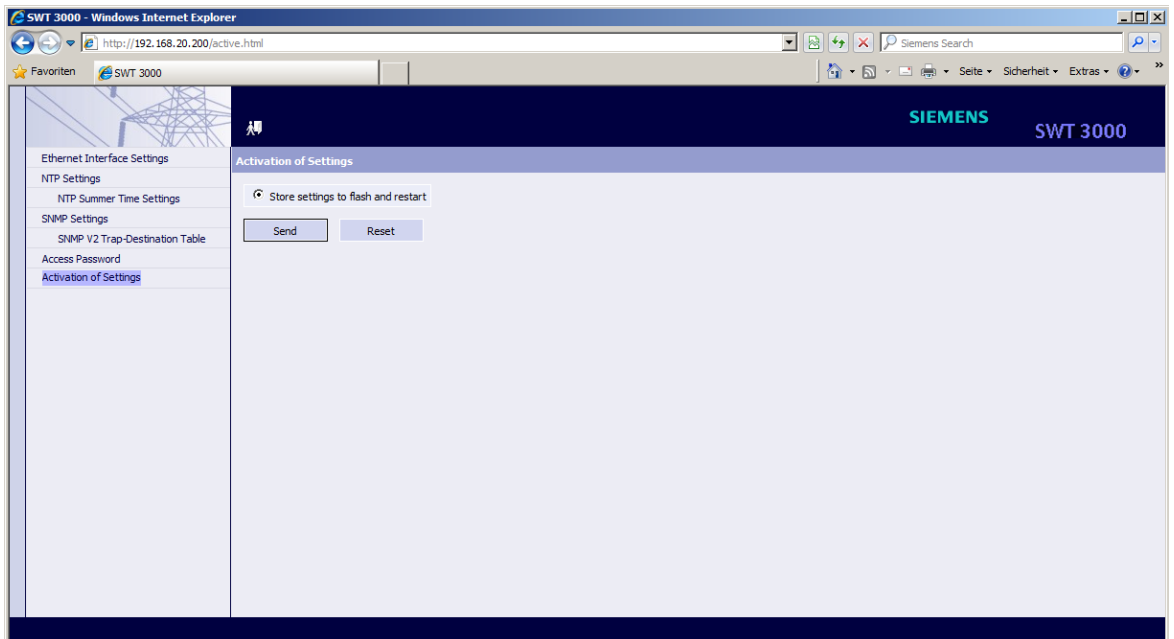 SWT 3000 - Windows Internet Explorer
http://192.168.20.200/active.html
Siemens Search
Favoriten
SWT 3000
Seite
Sicherheit
Extras
»
SIEMENS
SWT 3000
Ethernet Interface Settings
NTP Settings
NTP Summer Time Settings
SNMP Settings
SNMP V2 Trap-Destination Table
Access Password
Activation of Settings
Activation of Settings
Store settings to flash and restart
Send
Reset